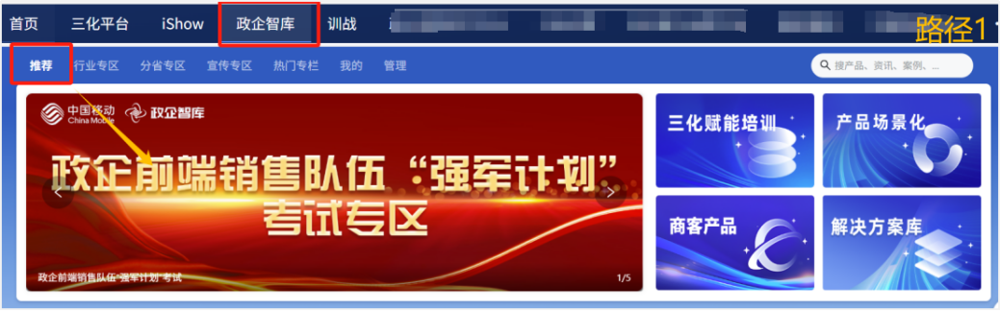 首页 三化平台 iShow 政企智库 训战
路径1
推荐 行业专区 分省专区 宣传专区 热门专栏 我的 管理 搜产品、资讯、案例、...
中国移动 China Mobile 政企智库
政企前端销售队伍“强军计划”
考试专区
政企前端销售队伍“强军计划”考试 1/5
三化赋能培训 产品场景化
商客产品 解决方案库